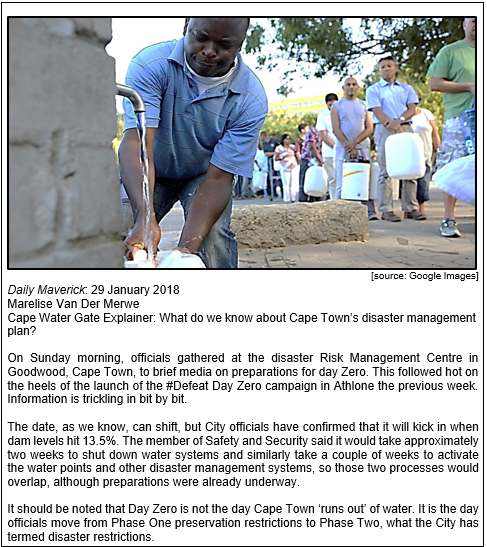 [source: Google Images]
Daily Maverick: 29 January 2018
Marelise Van Der Merwe
Cape Water Gate Explainer: What do we know about Cape Town's disaster management
plan?
On Sunday morning, officials gathered at the disaster Risk Management Centre in
Goodwood, Cape Town, to brief media on preparations for day Zero. This followed hot on
the heels of the launch of the #Defeat Day Zero campaign in Athlone the previous week.
Information is trickling in bit by bit.
The date, as we know, can shift, but City officials have confirmed that it will kick in when
dam levels hit 13.5%. The member of Safety and Security said it would take approximately
two weeks to shut down water systems and similarly take a couple of weeks to activate
the water points and other disaster management systems, so those two processes would
overlap, although preparations were already underway.
It should be noted that Day Zero is not the day Cape Town ‘runs out’ of water. It is the day
officials move from Phase One preservation restrictions to Phase Two, what the City has
termed disaster restrictions.